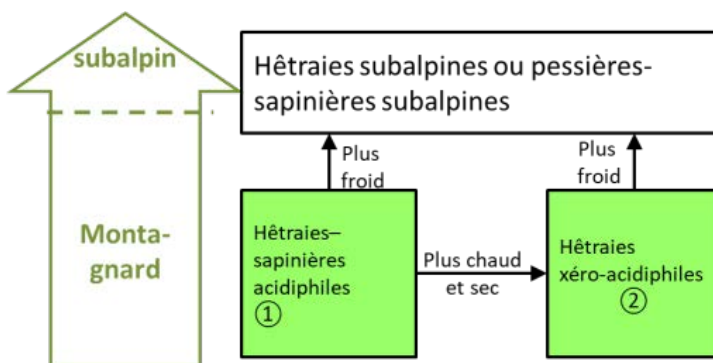 subalpin
Hêtraies subalpines ou pessières-
sapinières subalpines
Plus
froid
Plus
froid
Monta-
gnard
Hêtraies–
sapinières
acidiphiles
①
Plus chaud
et sec
Hêtraies
xéro-acidiphiles
②